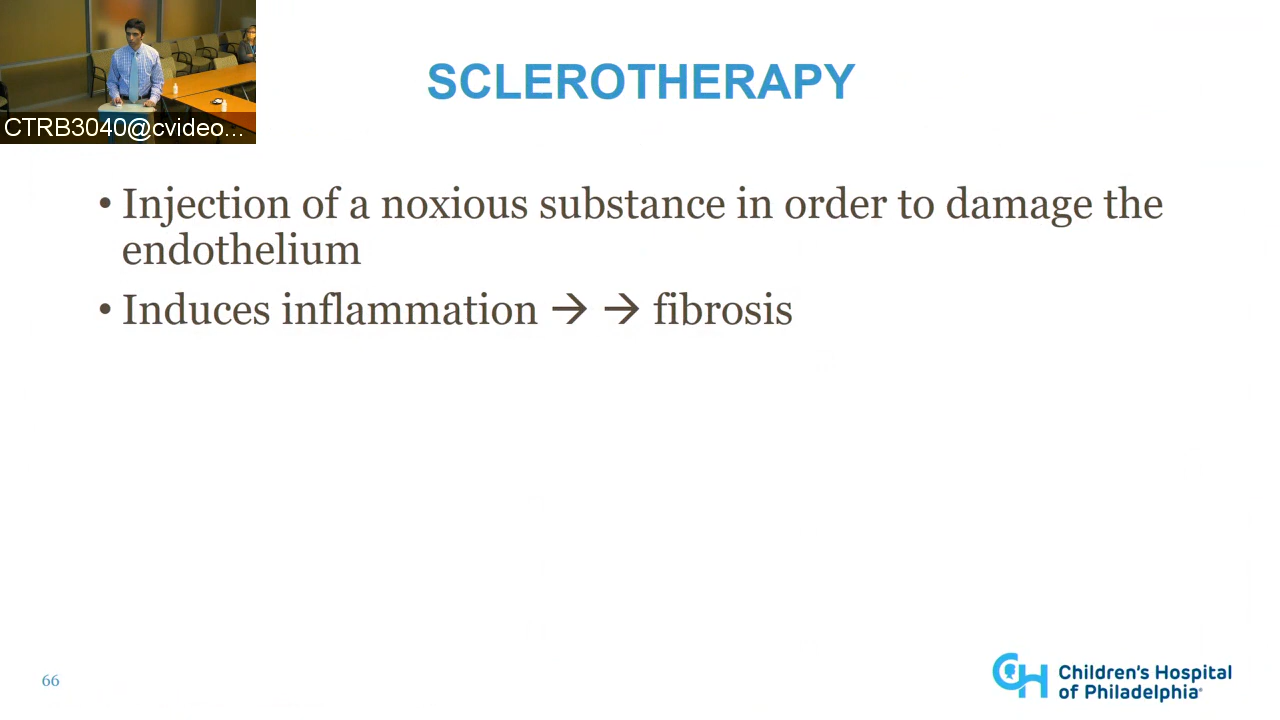 CTRB3040@cvideo...
SCLEROTHERAPY
• Injection of a noxious substance in order to damage the
endothelium
• Induces inflammation → → fibrosis
66
CH
Children's Hospital
of Philadelphia®